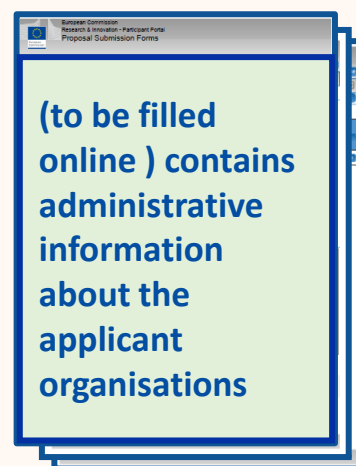 European Commission
Research & Innovation - Participant Portal
Proposal Submission Forms
(to be filled
online ) contains
administrative
information
about the
applicant
organisations